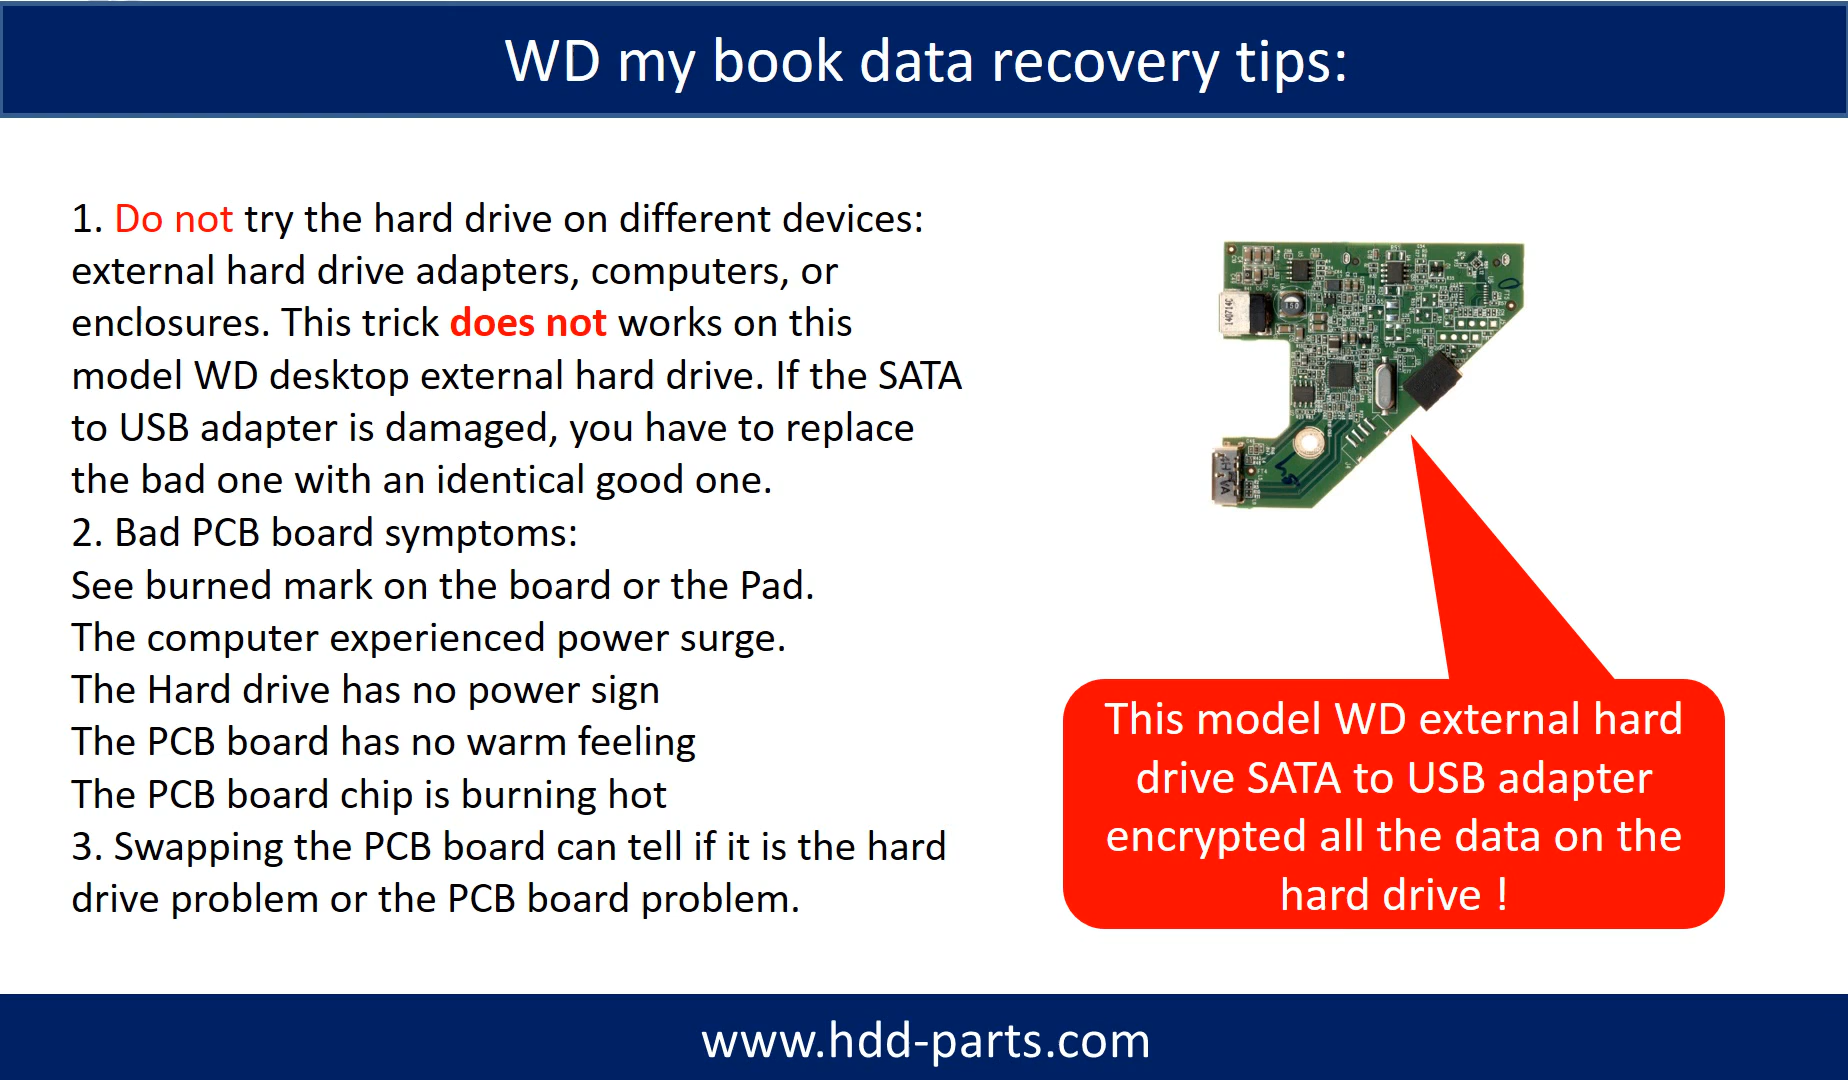 WD my book data recovery tips:
1. Do not try the hard drive on different devices:
external hard drive adapters, computers, or
enclosures. This trick does not works on this
model WD desktop external hard drive. If the SATA
to USB adapter is damaged, you have to replace
the bad one with an identical good one.
2. Bad PCB board symptoms:
See burned mark on the board or the Pad.
The computer experienced power surge.
The Hard drive has no power sign
The PCB board has no warm feeling
The PCB board chip is burning hot
3. Swapping the PCB board can tell if it is the hard
drive problem or the PCB board problem.
140714C
150
This model WD external hard
drive SATA to USB adapter
encrypted all the data on the
hard drive !
www.hdd-parts.com